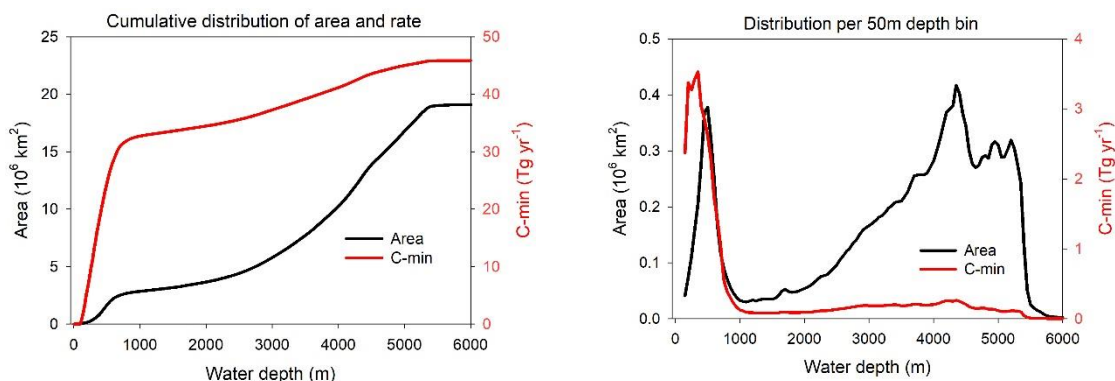 Cumulative distribution of area and rate
25
20
15
10
5
0
Area (10⁶ km²)
50
40
30
20
10
0
C-min (Tg yr⁻¹)
Area
C-min
0 1000 2000 3000 4000 5000 6000
Water depth (m)
Distribution per 50m depth bin
0.5
0.4
0.3
0.2
0.1
0.0
Area (10⁶ km²)
4
3
2
1
0
C-min (Tg yr⁻¹)
Area
C-min
0 1000 2000 3000 4000 5000 6000
Water depth (m)